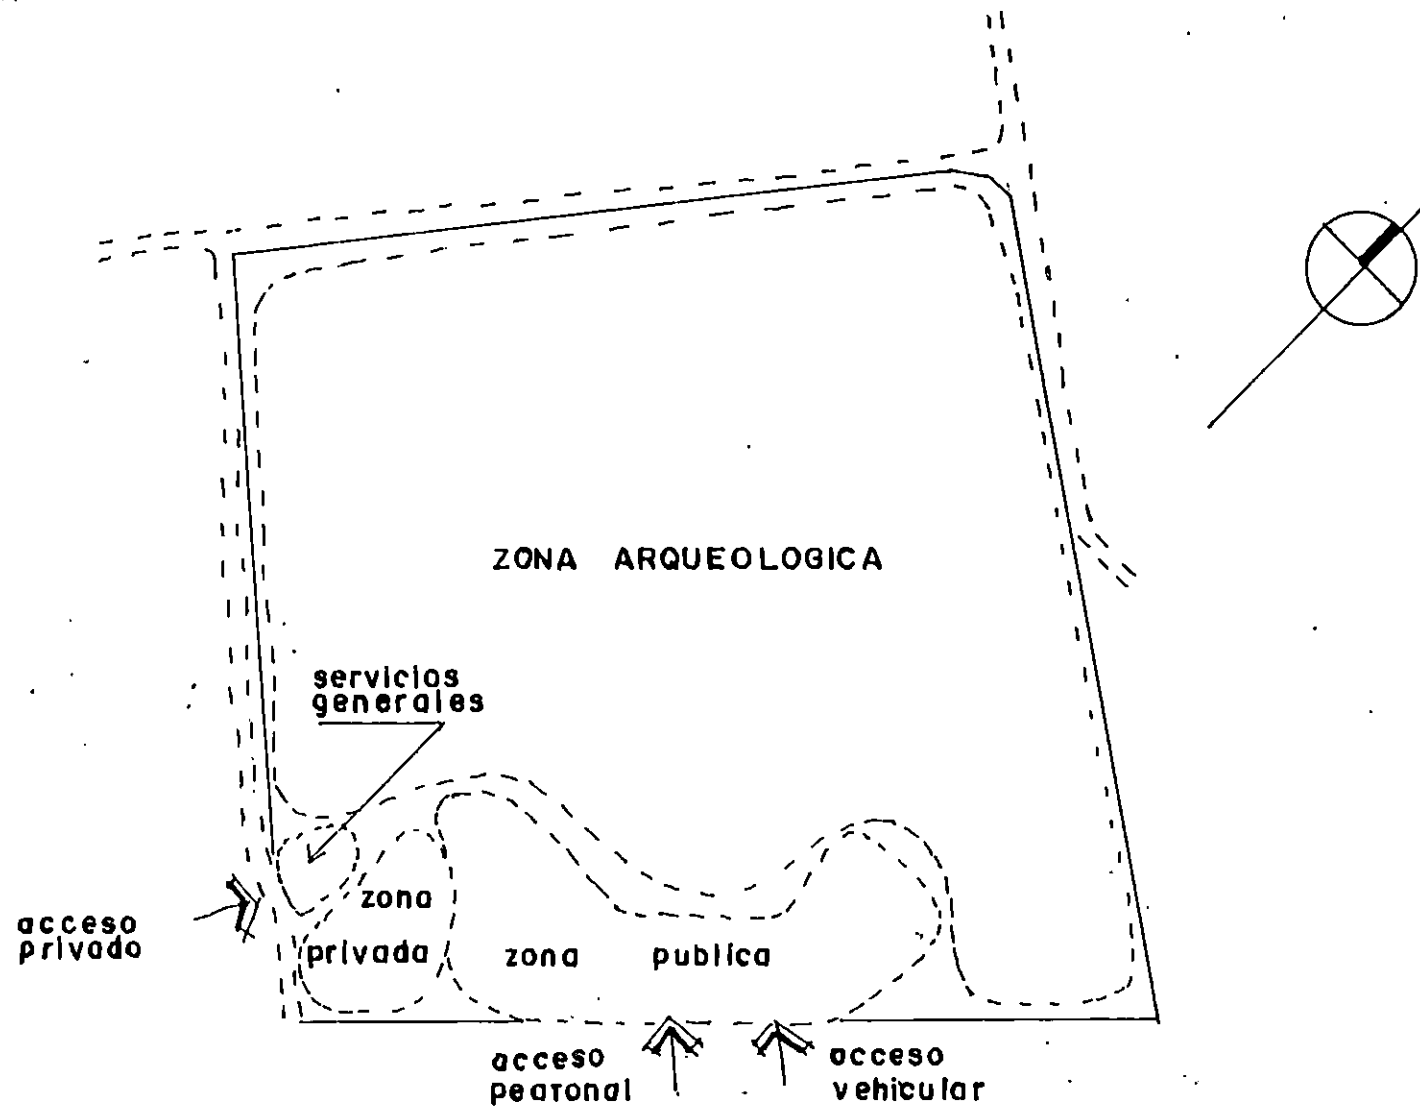 ZONA ARQUEOLOGICA
servicios
generales
zona
privada
zona publica
acceso
privado
acceso
peatonal
acceso
vehicular